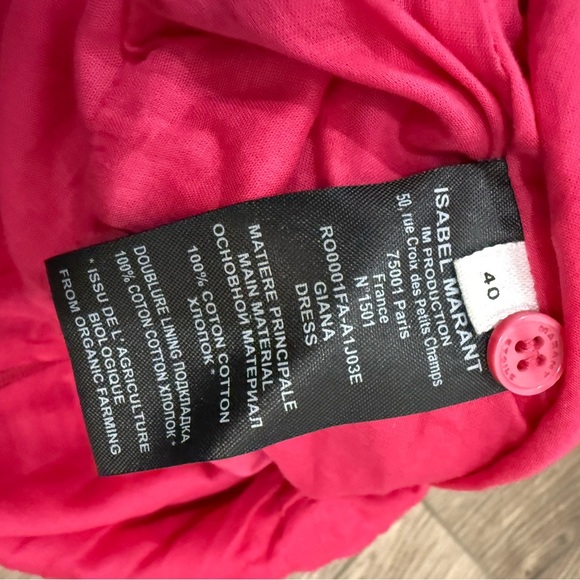 ISABEL MARANT
IM PRODUCTION
50, rue Croix des Petits Champs
75001 Paris
France
N°1501
RO0001FA-A1J03E
GIANA
DRESS
MATIERE PRINCIPALE
MAIN MATERIAL
ОСНОВНОЙ МАТЕРИАЛ
100% COTON COTTON
ХЛОПОК *
DOUBLURE LINING ПОДКЛАДКА
100% COTON COTTON ХЛОПОК *
* ISSU DE L'AGRICULTURE
BIOLOGIQUE
FROM ORGANIC FARMING
40